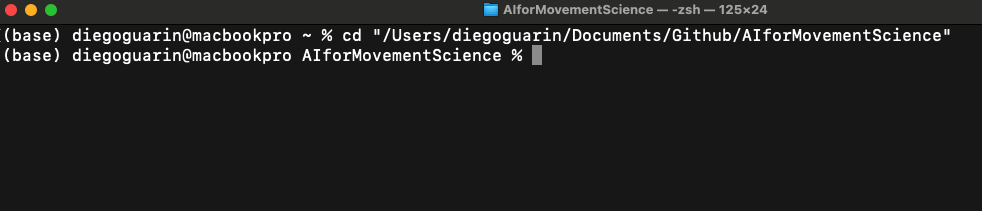 AIforMovementScience — -zsh — 125×24
(base) diegoguarin@macbookpro ~ % cd "/Users/diegoguarin/Documents/Github/AIforMovementScience"
(base) diegoguarin@macbookpro AIforMovementScience %